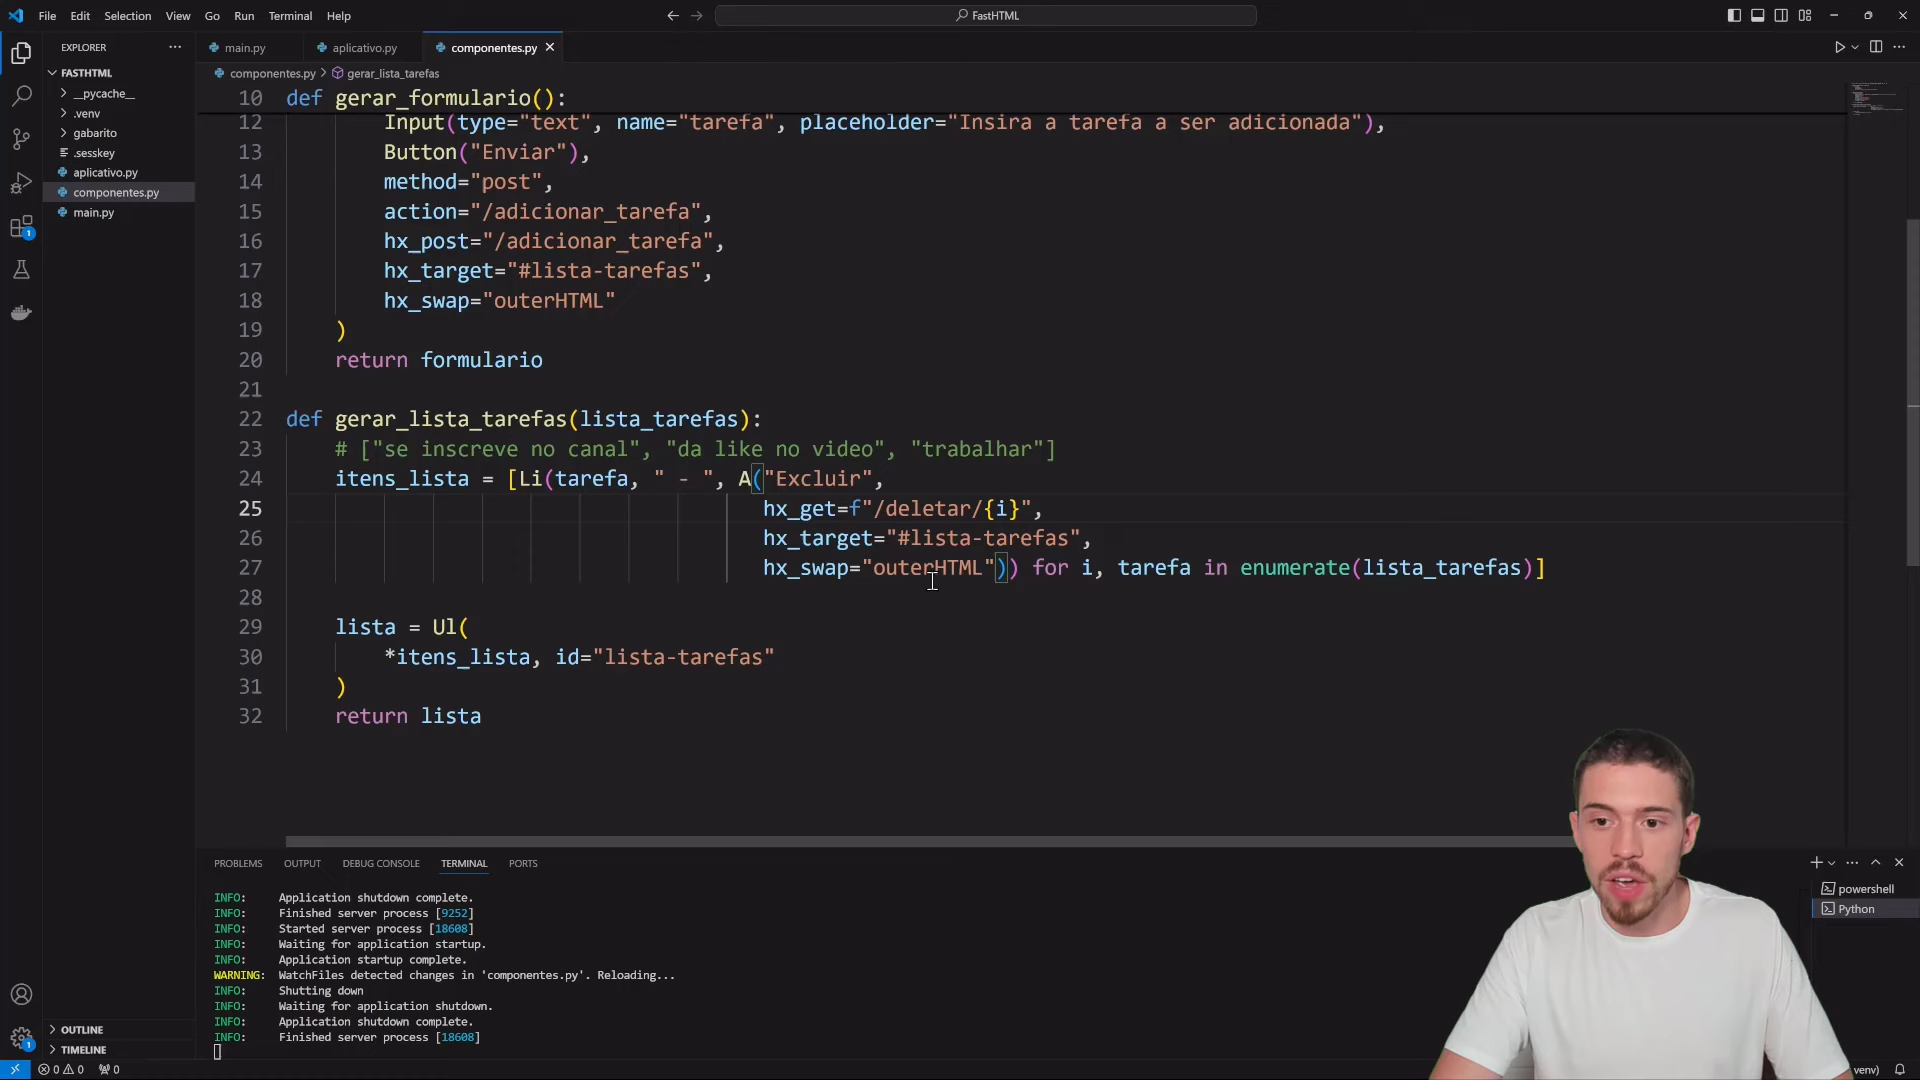 File Edit Selection View Go Run Terminal Help
FastHTML
EXPLORER
main.py
aplicativo.py
componentes.py
FASTHTML
__pycache__
.venv
gabarito
.sesskey
aplicativo.py
componentes.py
main.py
componentes.py > gerar_lista_tarefas
10 def gerar_formulario():
12 Input(type="text", name="tarefa", placeholder="Insira a tarefa a ser adicionada"),
13 Button("Enviar"),
14 method="post",
15 action="/adicionar_tarefa",
16 hx_post="/adicionar_tarefa",
17 hx_target="#lista-tarefas",
18 hx_swap="outerHTML"
19 )
20 return formulario
21
22 def gerar_lista_tarefas(lista_tarefas):
23 # ["se inscreve no canal", "da like no video", "trabalhar"]
24 itens_lista = [Li(tarefa, " - ", A("Excluir",
25 hx_get=f"/deletar/{i}",
26 hx_target="#lista-tarefas",
27 hx_swap="outerHTML")) for i, tarefa in enumerate(lista_tarefas)]
28
29 lista = Ul(
30 *itens_lista, id="lista-tarefas"
31 )
32 return lista
PROBLEMS OUTPUT DEBUG CONSOLE TERMINAL PORTS
INFO: Application shutdown complete.
INFO: Finished server process [9252]
INFO: Started server process [18608]
INFO: Waiting for application startup.
INFO: Application startup complete.
WARNING: WatchFiles detected changes in 'componentes.py'. Reloading...
INFO: Shutting down
INFO: Waiting for application shutdown.
INFO: Application shutdown complete.
INFO: Finished server process [18608]
powershell
Python
OUTLINE
TIMELINE
1
1
0 0 0
venv)